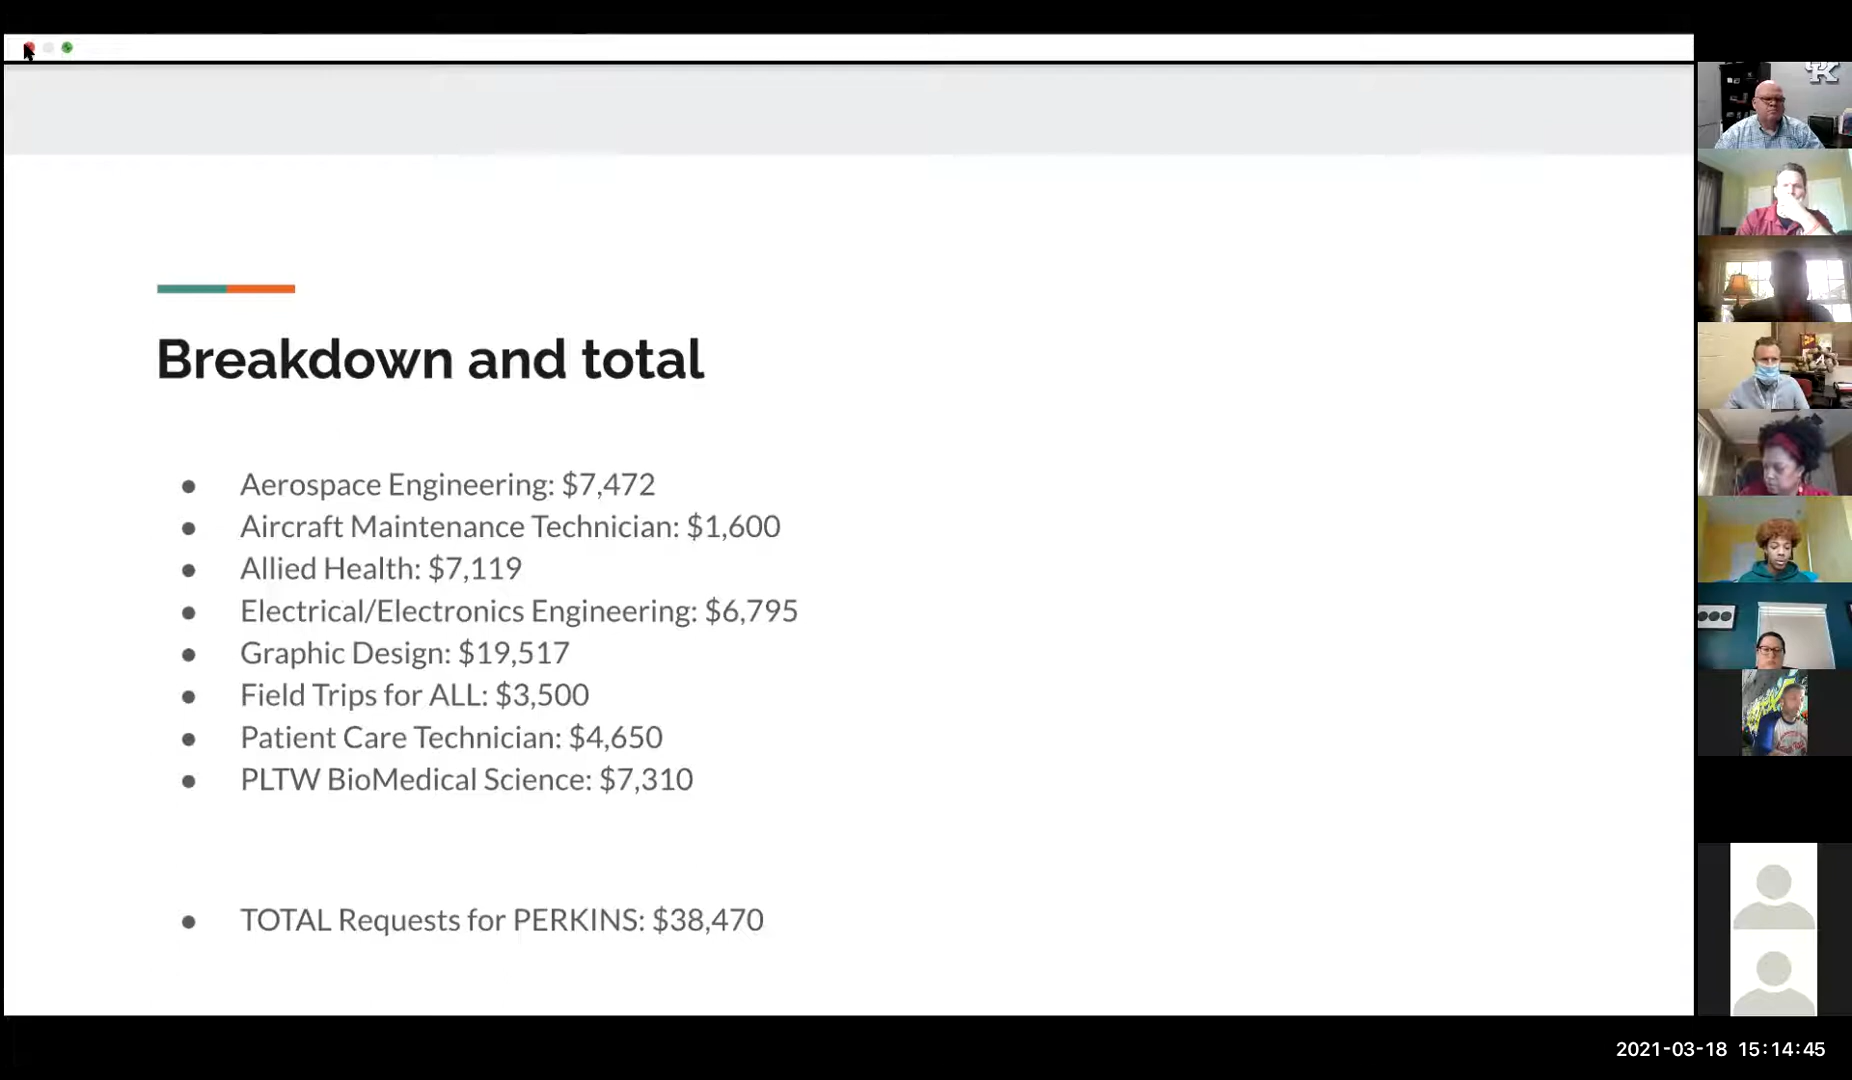 Breakdown and total
● Aerospace Engineering: $7,472
● Aircraft Maintenance Technician: $1,600
● Allied Health: $7,119
● Electrical/Electronics Engineering: $6,795
● Graphic Design: $19,517
● Field Trips for ALL: $3,500
● Patient Care Technician: $4,650
● PLTW BioMedical Science: $7,310
● TOTAL Requests for PERKINS: $38,470
2021-03-18 15:14:45